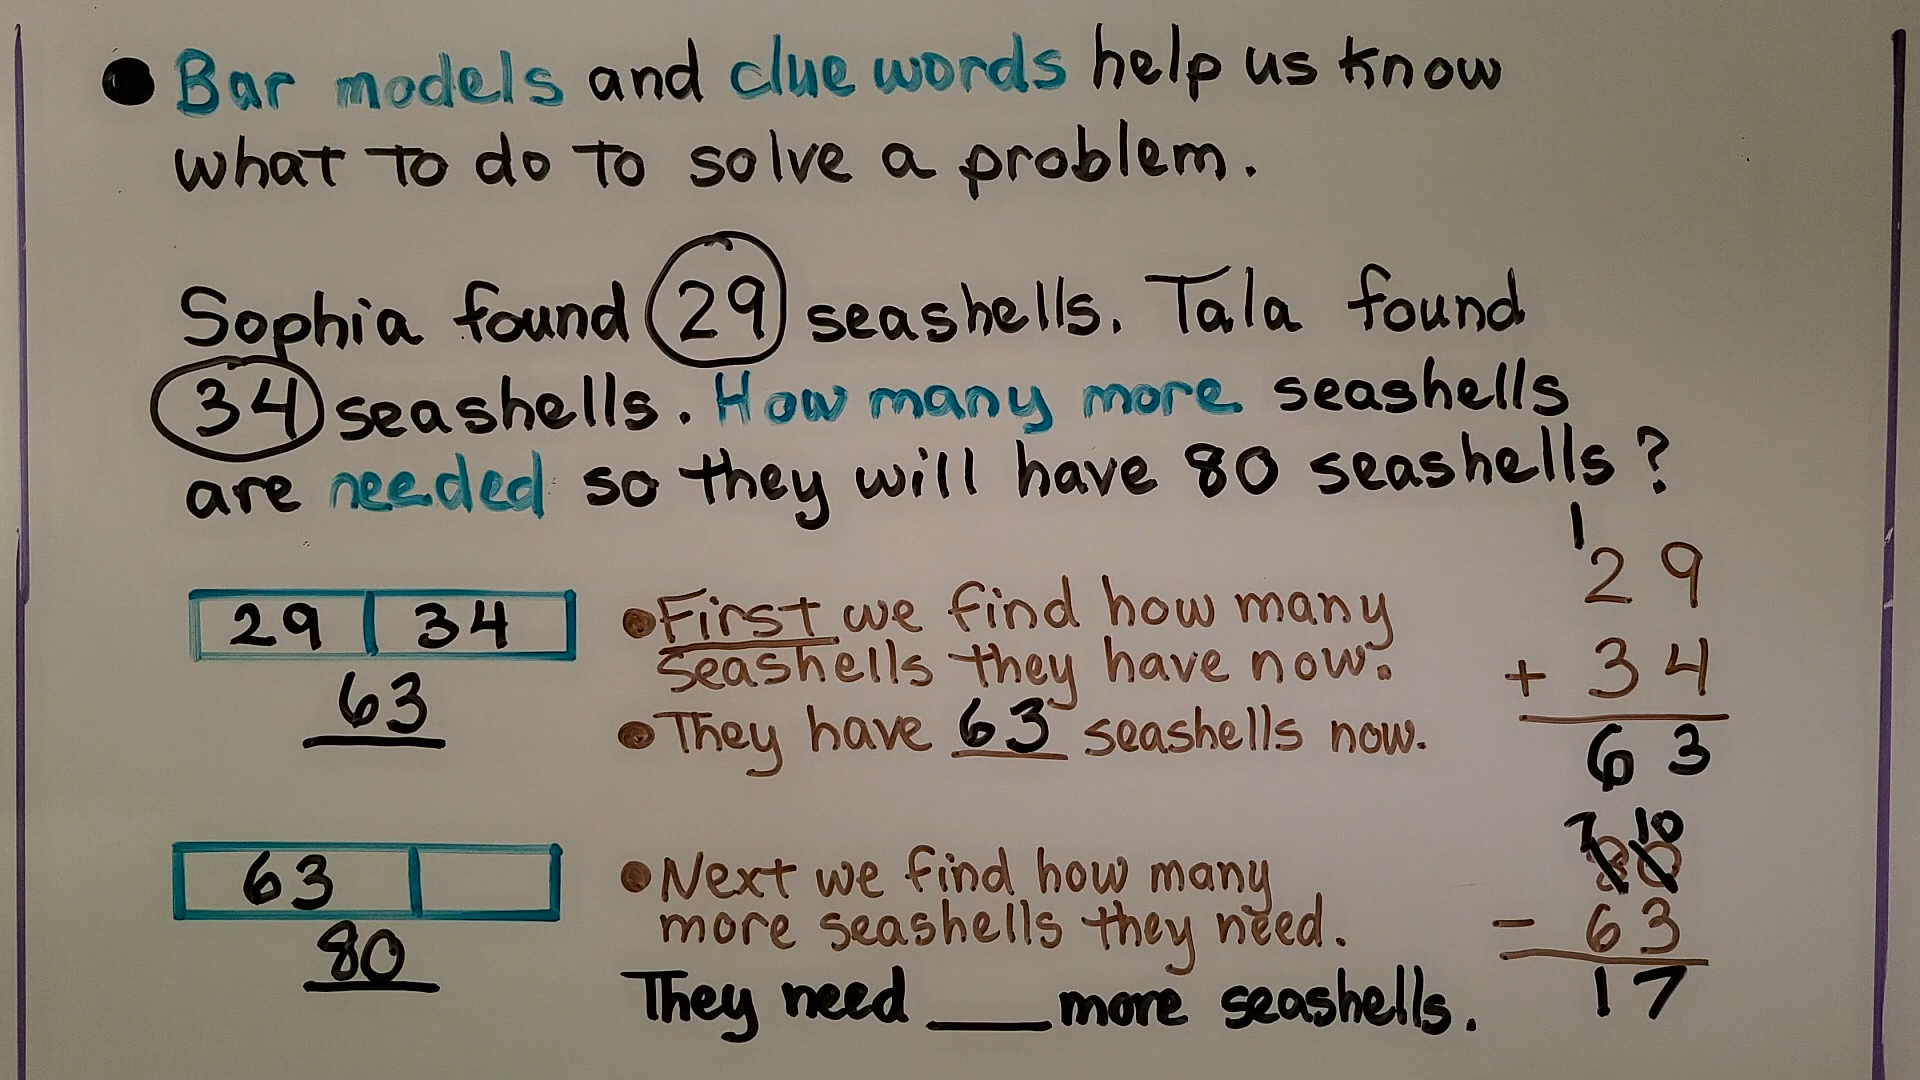 Bar models and clue words help us know
what to do to solve a problem.
Sophia found 29 seashells. Tala found
34 seashells. How many more seashells
are needed so they will have 80 seashells?
29 34
63
• First we find how many
seashells they have now.
• They have 63 seashells now.
1
29
+ 34
63
63
80
• Next we find how many
more seashells they need.
They need ___ more seashells.
7 10
80
- 63
17